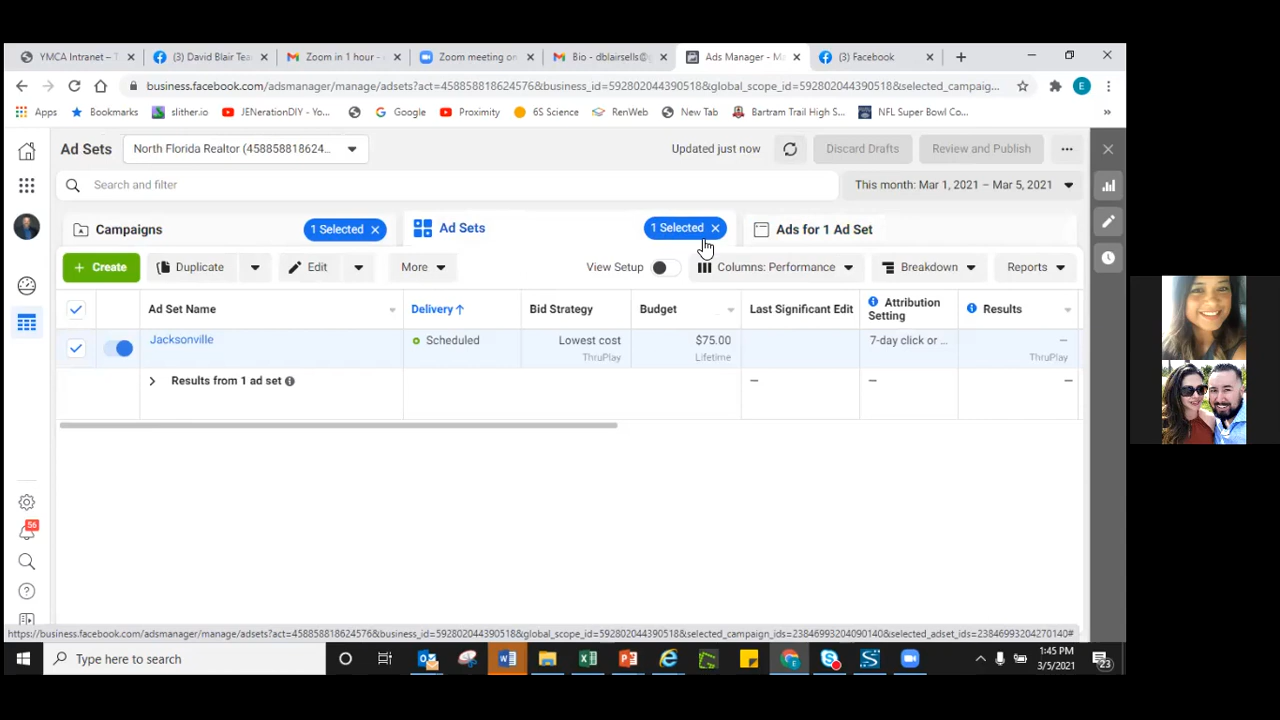 YMCA Intranet –
(3) David Blair Tea
Zoom in 1 hour -
Zoom meeting on
Bio - dblairsells@
Ads Manager - M
(3) Facebook
business.facebook.com/adsmanager/manage/adsets?act=458858818624576&business_id=592802044390518&global_scope_id=592802044390518&selected_campaig...
E
Apps
Bookmarks
slither.io
JENerationDIY - Yo...
Google
Proximity
6S Science
RenWeb
New Tab
Bartram Trail High S...
NFL Super Bowl Co...
»
Ad Sets
North Florida Realtor (45885881862​4...
Updated just now
Discard Drafts
Review and Publish
Search and filter
This month: Mar 1, 2021 – Mar 5, 2021
Campaigns
1 Selected
Ad Sets
1 Selected
Ads for 1 Ad Set
+ Create
Duplicate
Edit
More
View Setup
Columns: Performance
Breakdown
Reports
Ad Set Name
Delivery ↑
Bid Strategy
Budget
Last Significant Edit
Attribution
Setting
Results
Jacksonville
Scheduled
Lowest cost
ThruPlay
$75.00
Lifetime
7-day click or ...
—
ThruPlay
Results from 1 ad set
—
—
—
56
https://business.facebook.com/adsmanager/manage/adsets?act=458858818624576&business_id=592802044390518&global_scope_id=592802044390518&selected_campaign_ids=23846993204090140&selected_adset_ids=23846993204270140#
Type here to search
1:45 PM
3/5/2021
23